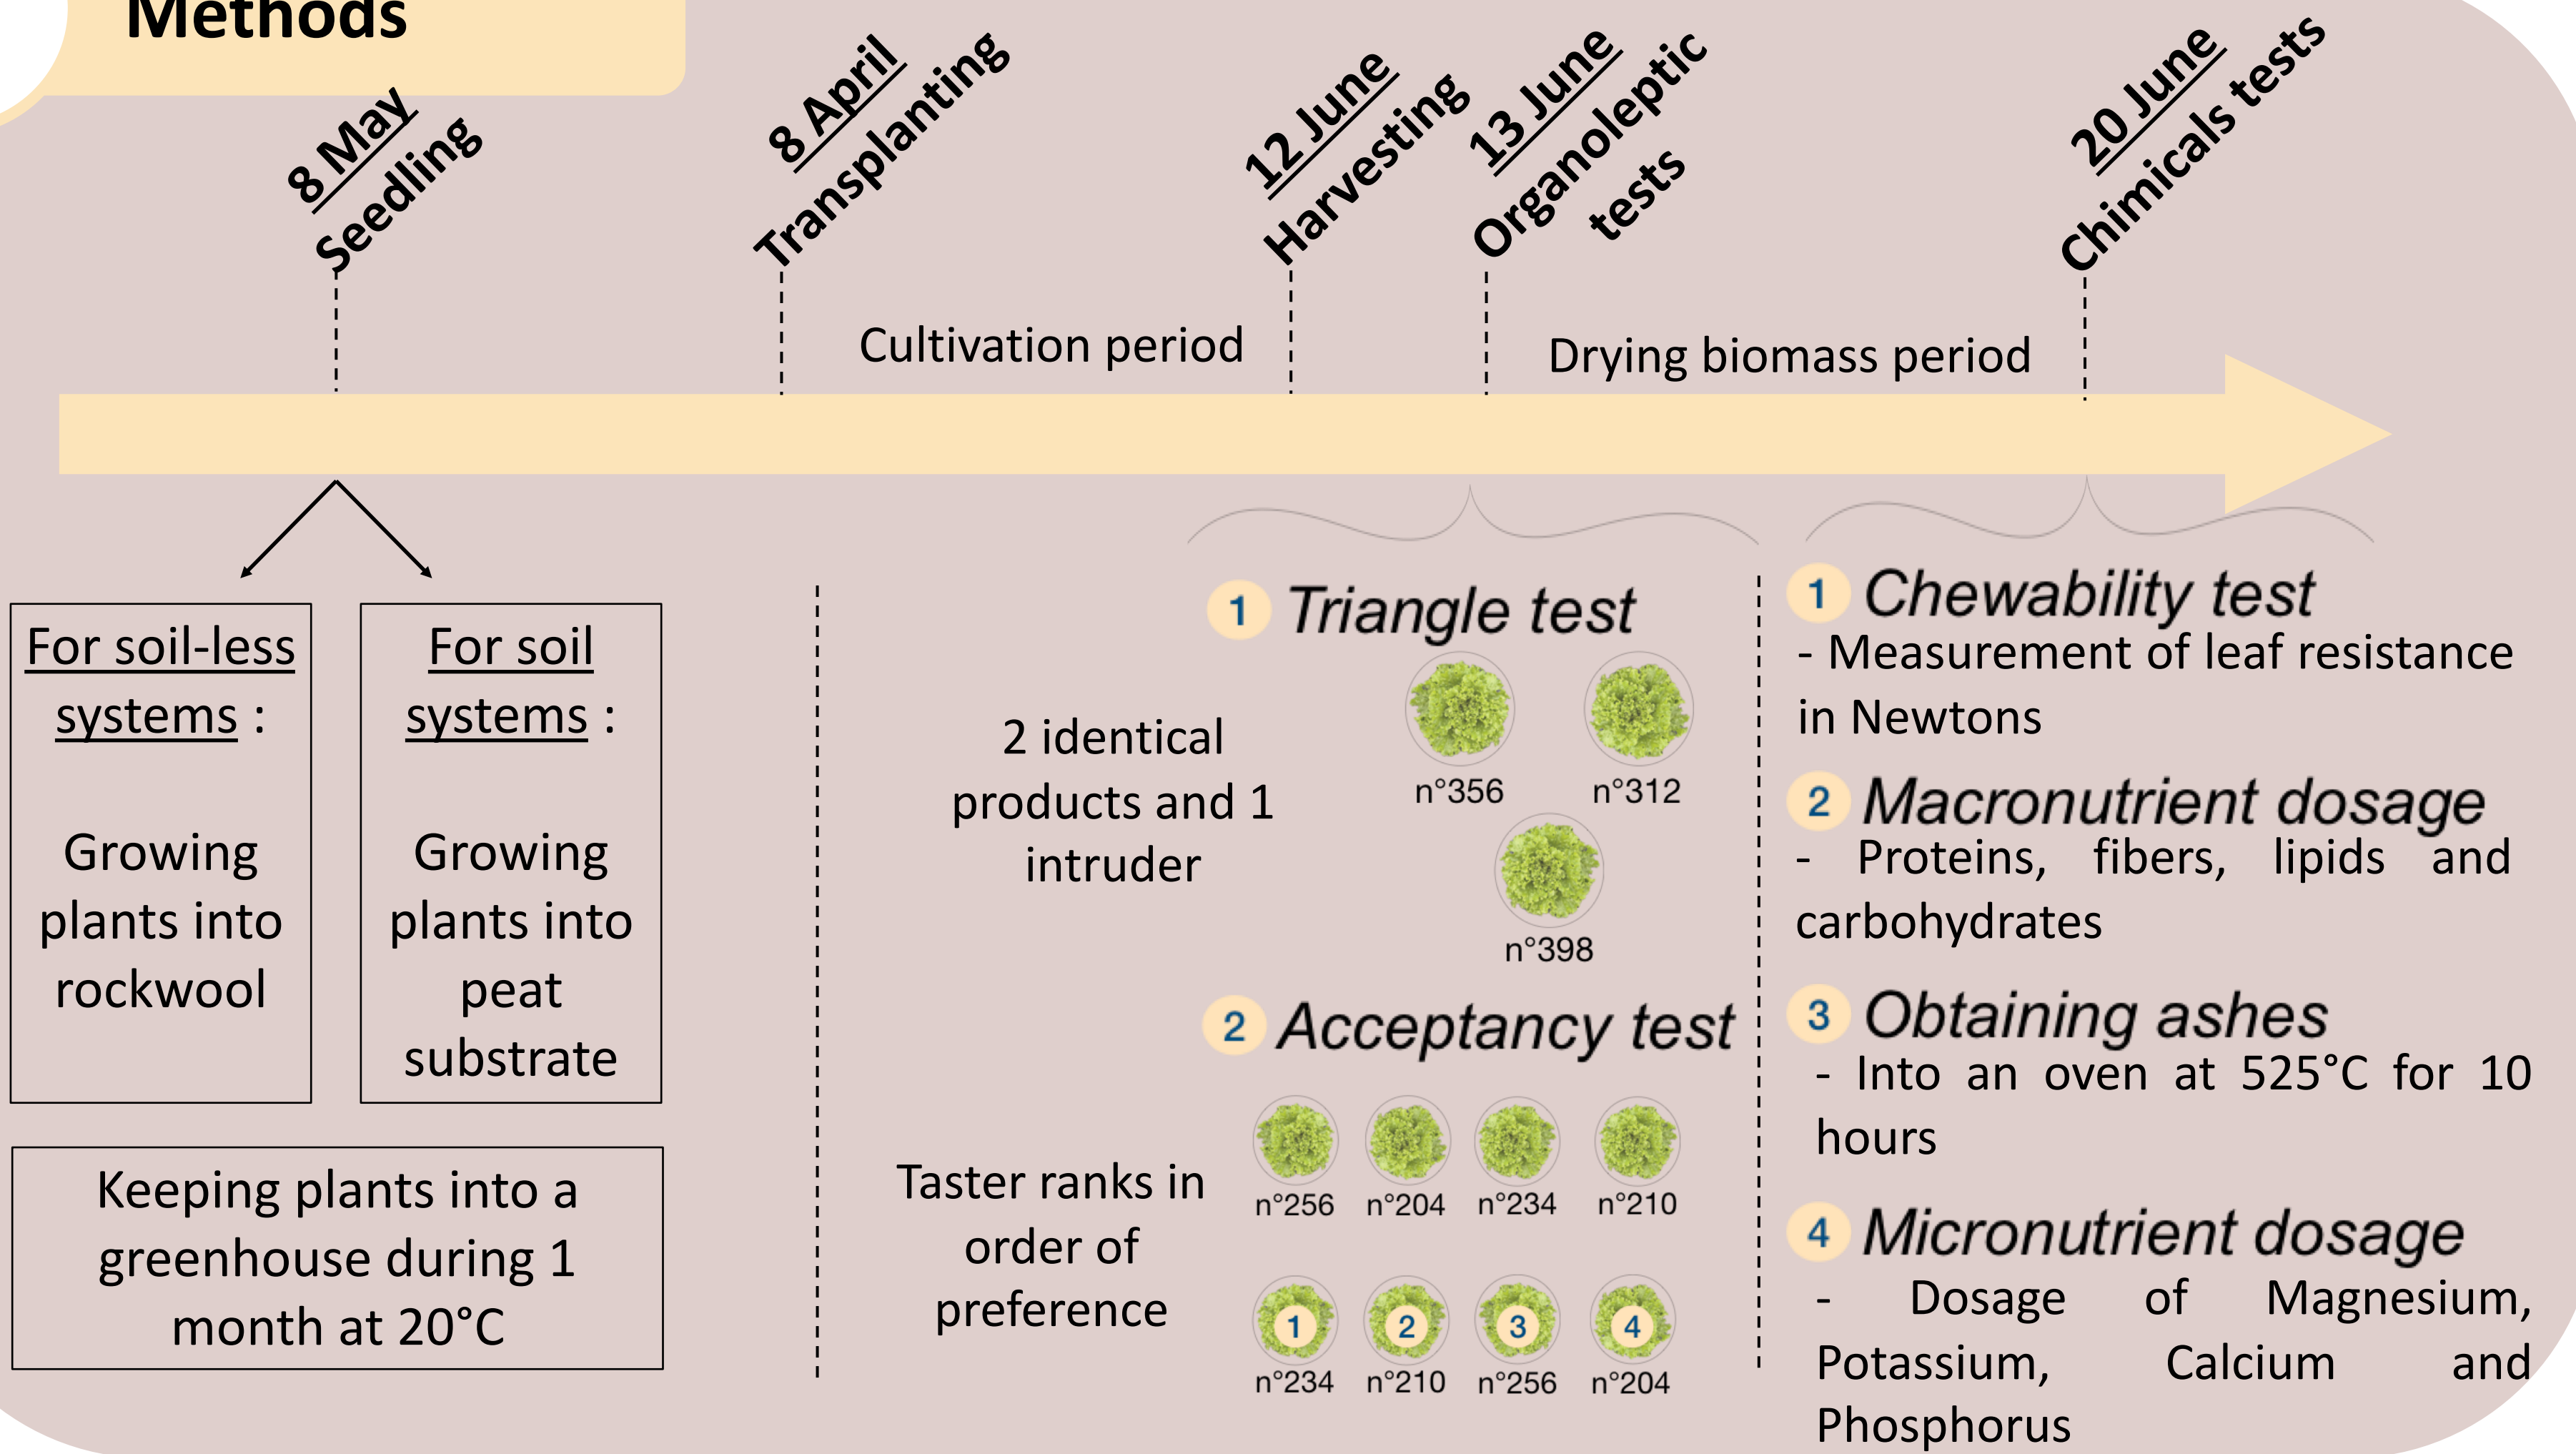 Methods
8 May
Seedling
8 April
Transplanting
12 June
Harvesting
13 June
Organoleptic
tests
20 June
Chimicals tests
Cultivation period
Drying biomass period
For soil-less
systems :
Growing
plants into
rockwool
For soil
systems :
Growing
plants into
peat
substrate
Keeping plants into a
greenhouse during 1
month at 20°C
1 Triangle test
2 identical
products and 1
intruder
n°356 n°312
n°398
2 Acceptancy test
Taster ranks in
order of
preference
n°256 n°204 n°234 n°210
1 2 3 4
n°234 n°210 n°256 n°204
1 Chewability test
- Measurement of leaf resistance
in Newtons
2 Macronutrient dosage
- Proteins, fibers, lipids and
carbohydrates
3 Obtaining ashes
- Into an oven at 525°C for 10
hours
4 Micronutrient dosage
- Dosage of Magnesium,
Potassium, Calcium and
Phosphorus